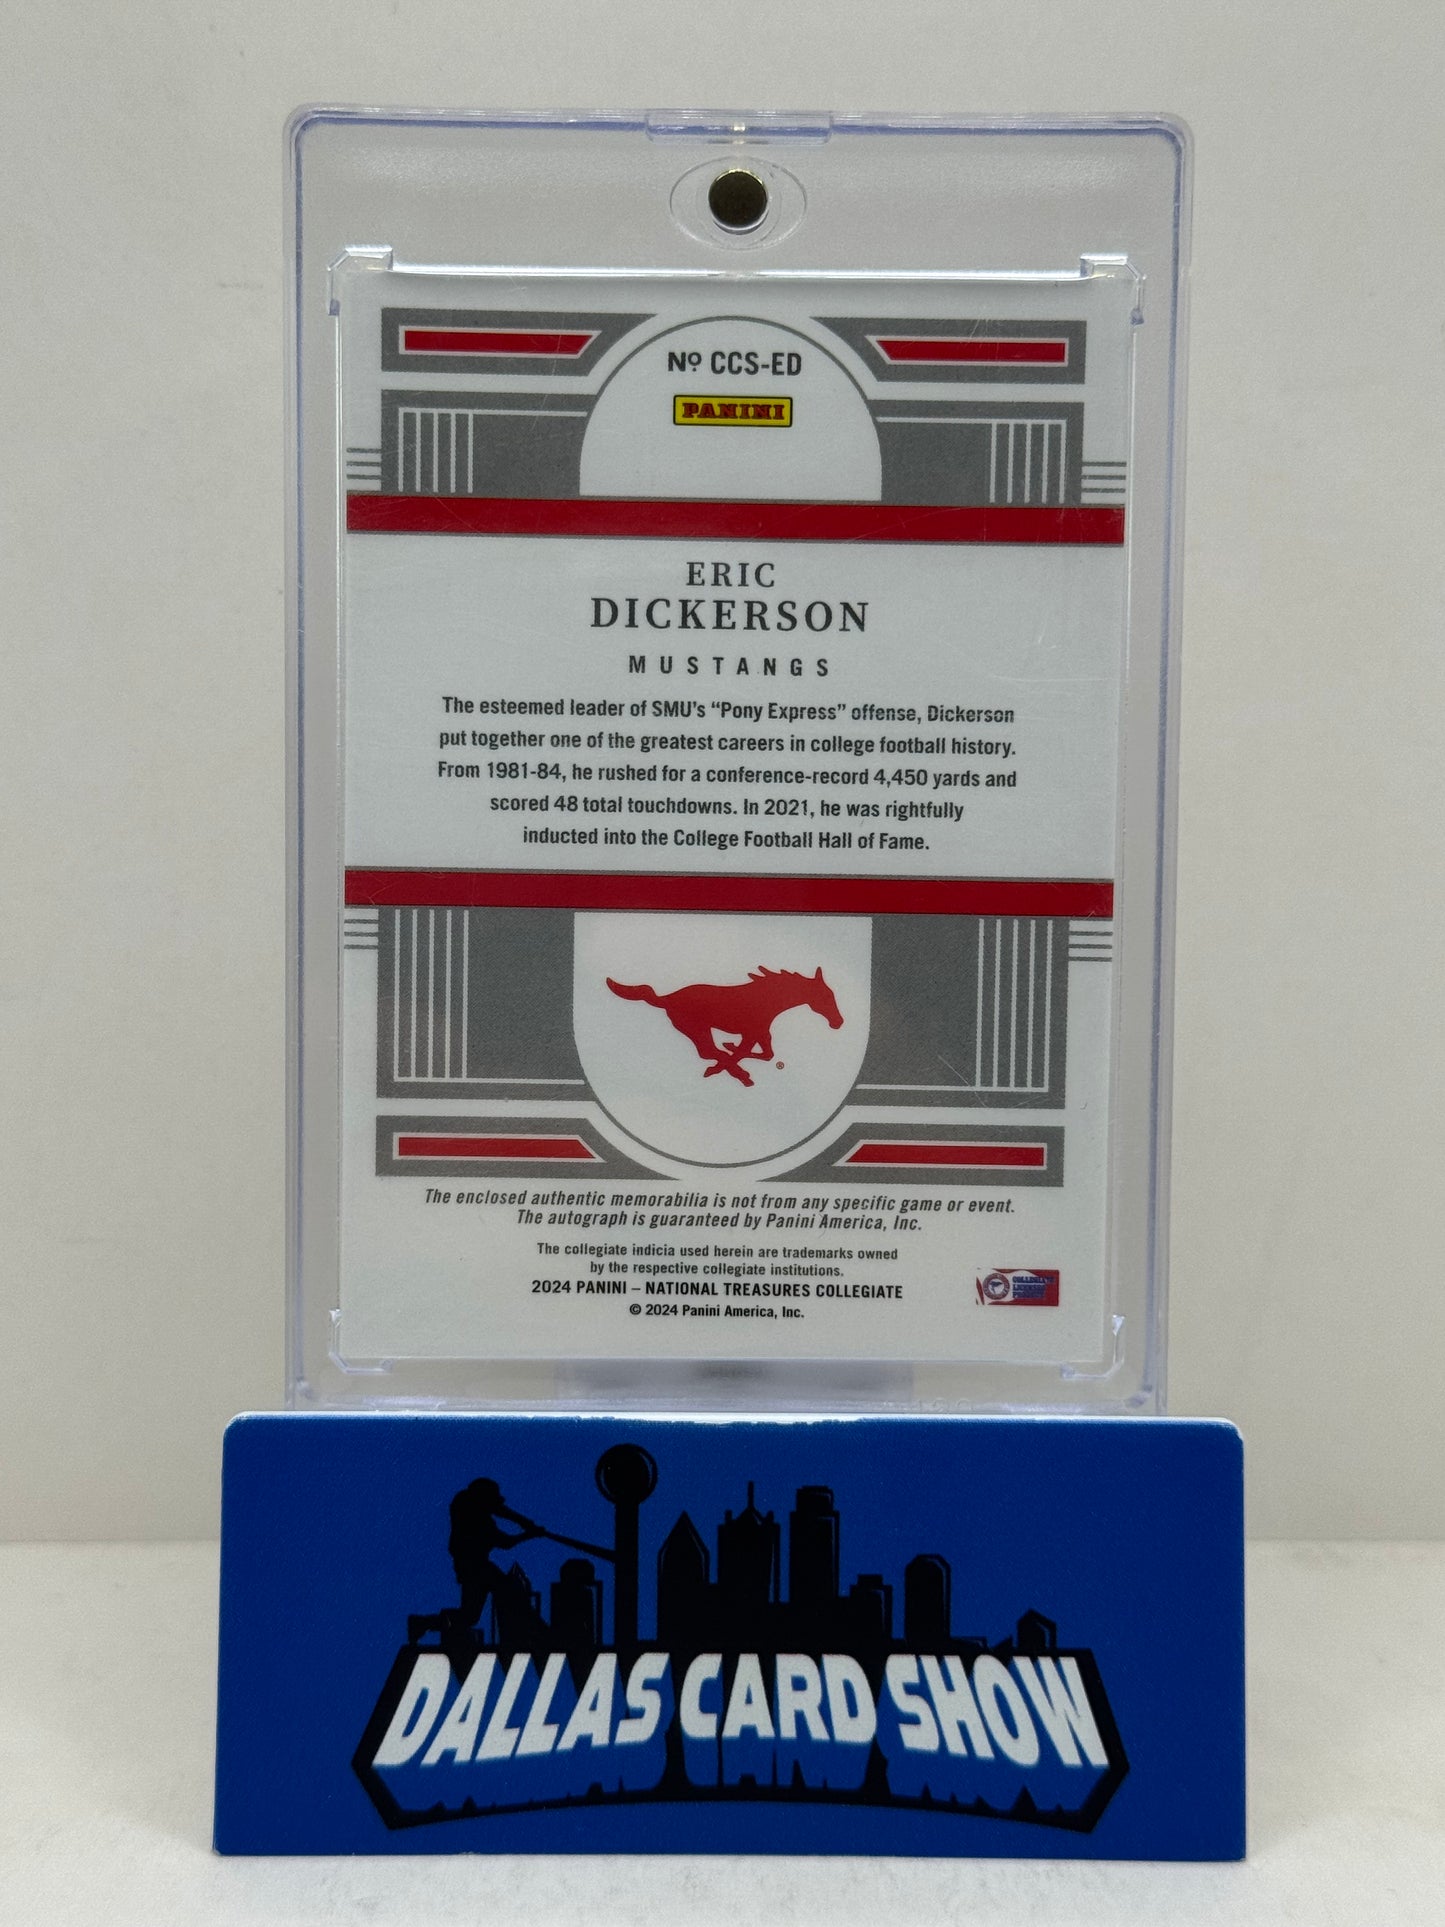 Nº CCS-ED
PANINI
ERIC
DICKERSON
MUSTANGS
The esteemed leader of SMU's “Pony Express” offense, Dickerson
put together one of the greatest careers in college football history.
From 1981-84, he rushed for a conference-record 4,450 yards and
scored 48 total touchdowns. In 2021, he was rightfully
inducted into the College Football Hall of Fame.
®
The enclosed authentic memorabilia is not from any specific game or event.
The autograph is guaranteed by Panini America, Inc.
The collegiate indicia used herein are trademarks owned
by the respective collegiate institutions.
2024 PANINI – NATIONAL TREASURES COLLEGIATE
© 2024 Panini America, Inc.
COLLEGIATE
LICENSED
PRODUCT
DALLAS CARD SHOW